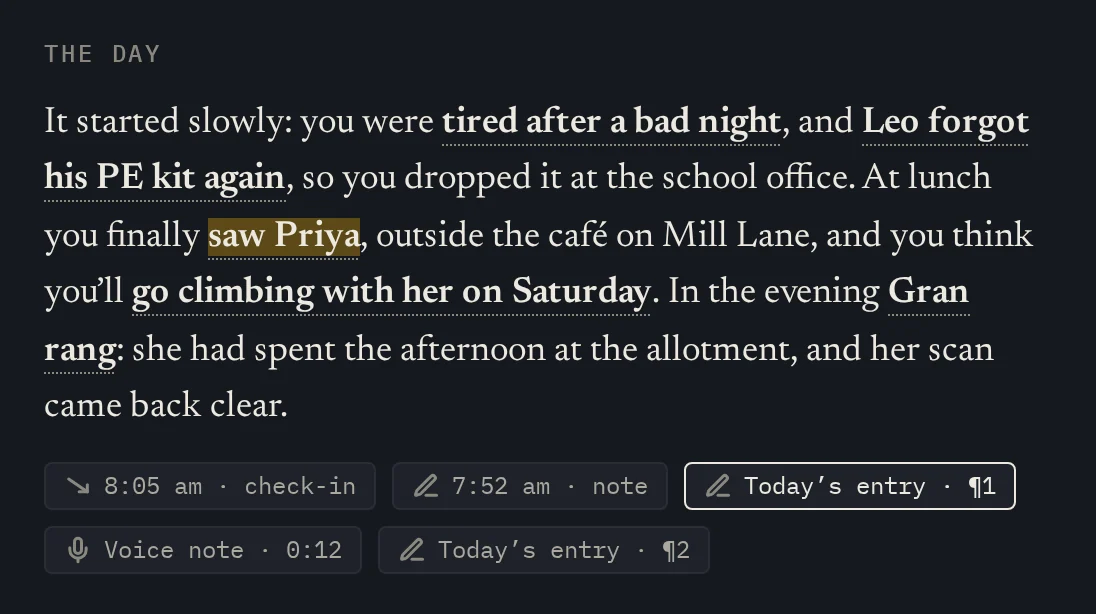 THE DAY
It started slowly: you were tired after a bad night, and Leo forgot
his PE kit again, so you dropped it at the school office. At lunch
you finally saw Priya, outside the café on Mill Lane, and you think
you’ll go climbing with her on Saturday. In the evening Gran
rang: she had spent the afternoon at the allotment, and her scan
came back clear.
8:05 am · check-in
7:52 am · note
Today’s entry · ¶1
Voice note · 0:12
Today’s entry · ¶2